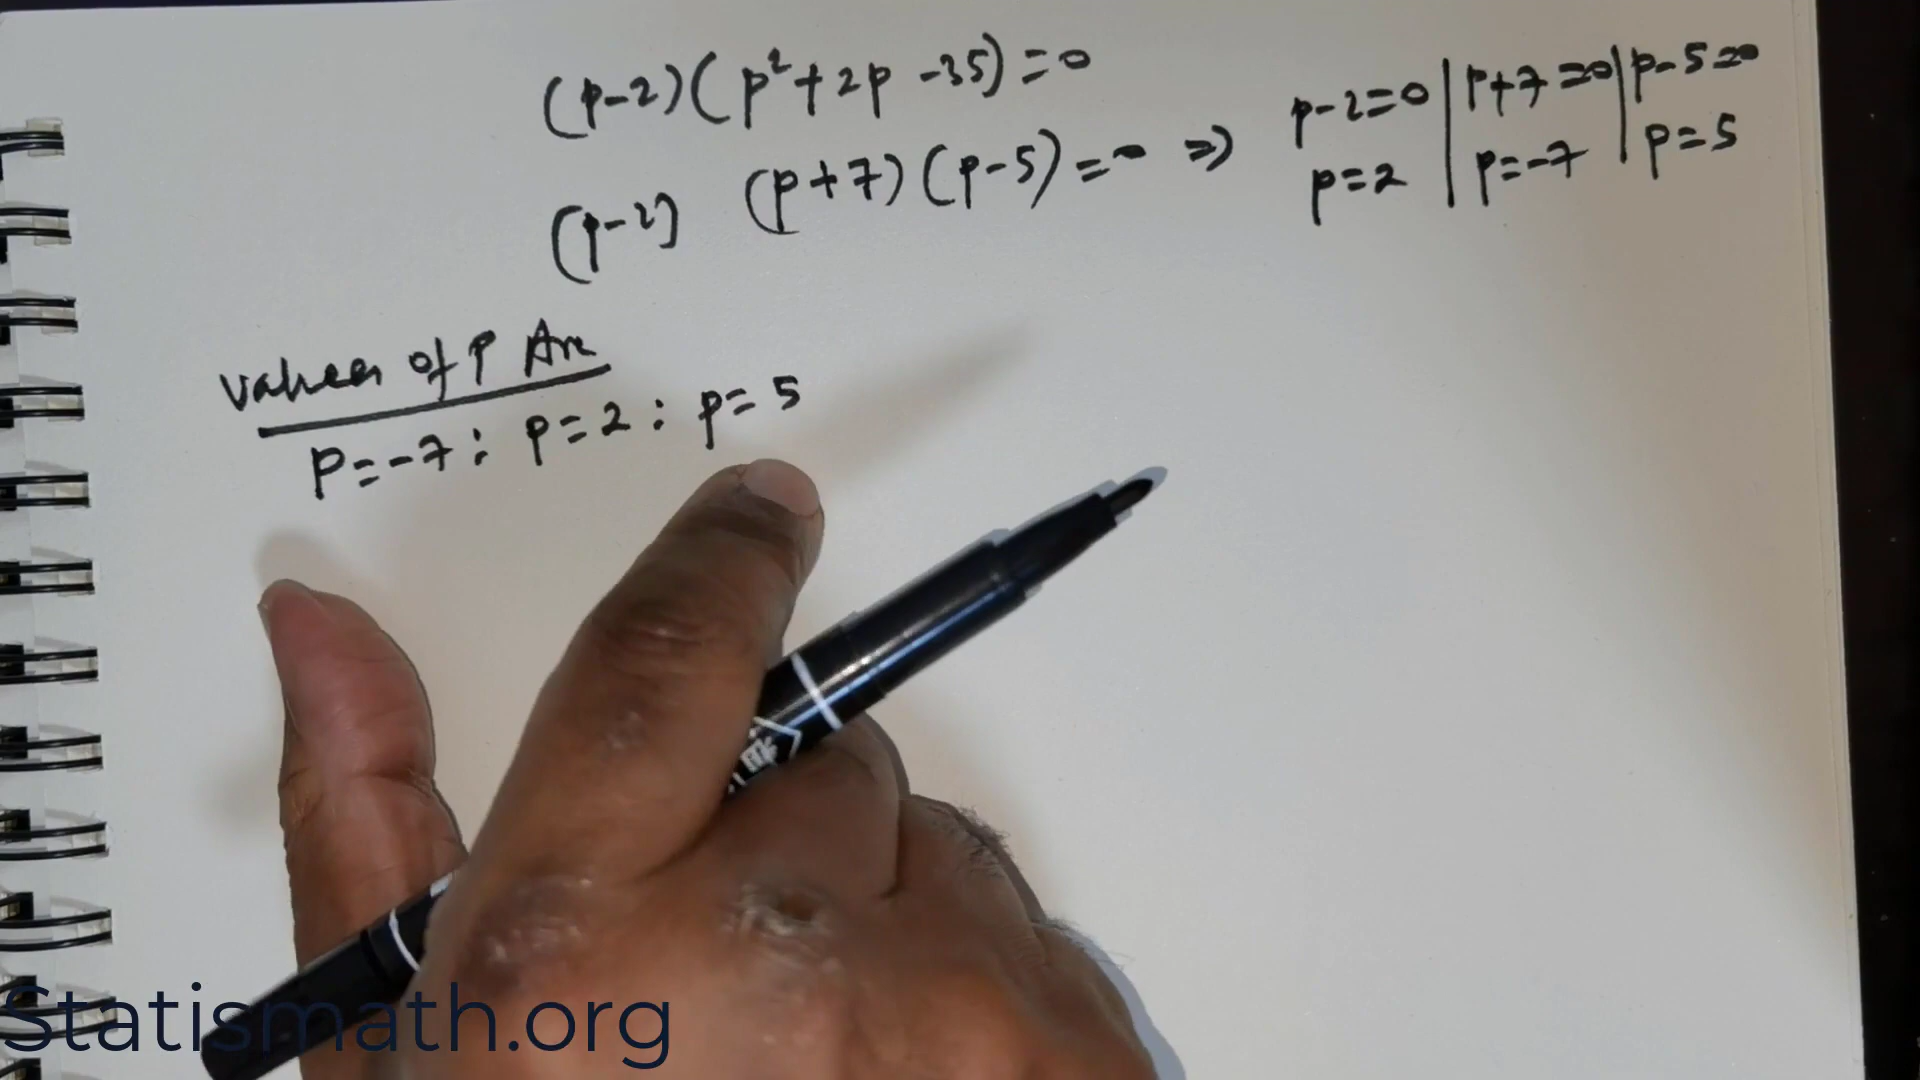 (p-2)(p²+2p-35)=0
(p-2) (p+7)(p-5)=0 ⇒
p-2=0 | p+7=0 | p-5=0
p=2 | p=-7 | p=5
values of P Are
P=-7: p=2: p=5
Statismath.org